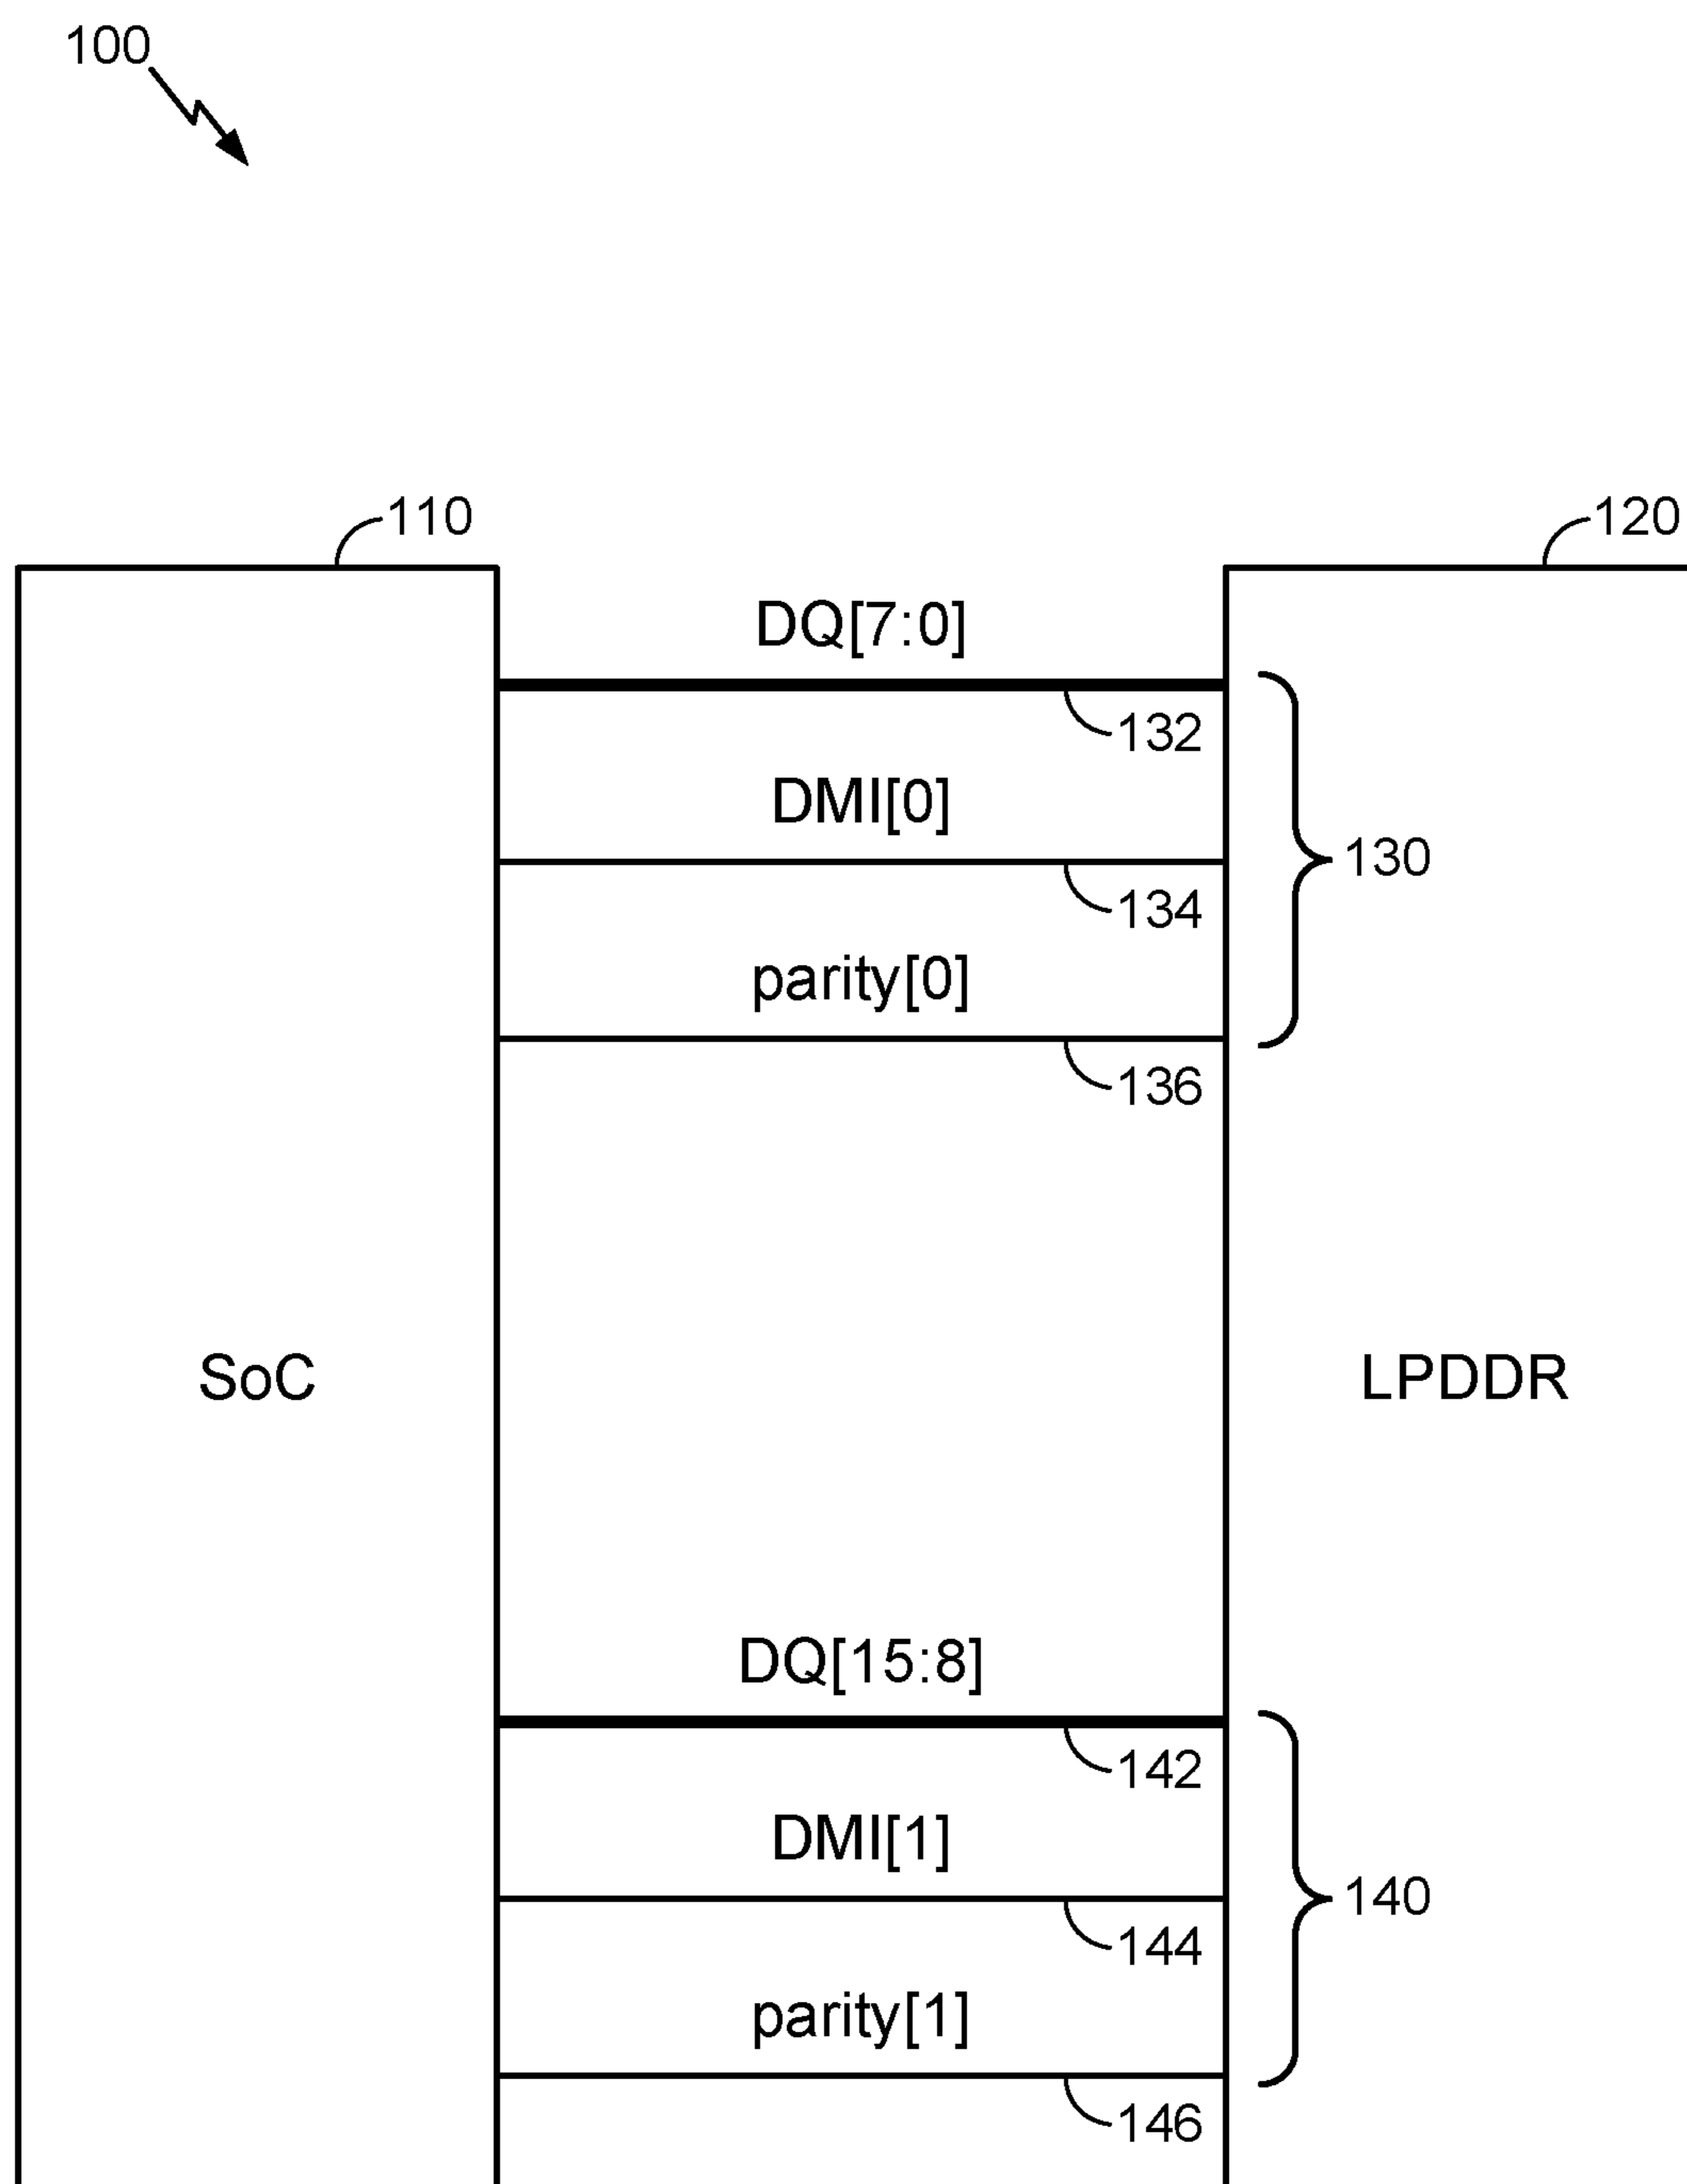 100
110
120
DQ[7:0]
132
DMI[0]
130
134
parity[0]
136
SoC
LPDDR
DQ[15:8]
142
DMI[1]
140
144
parity[1]
146